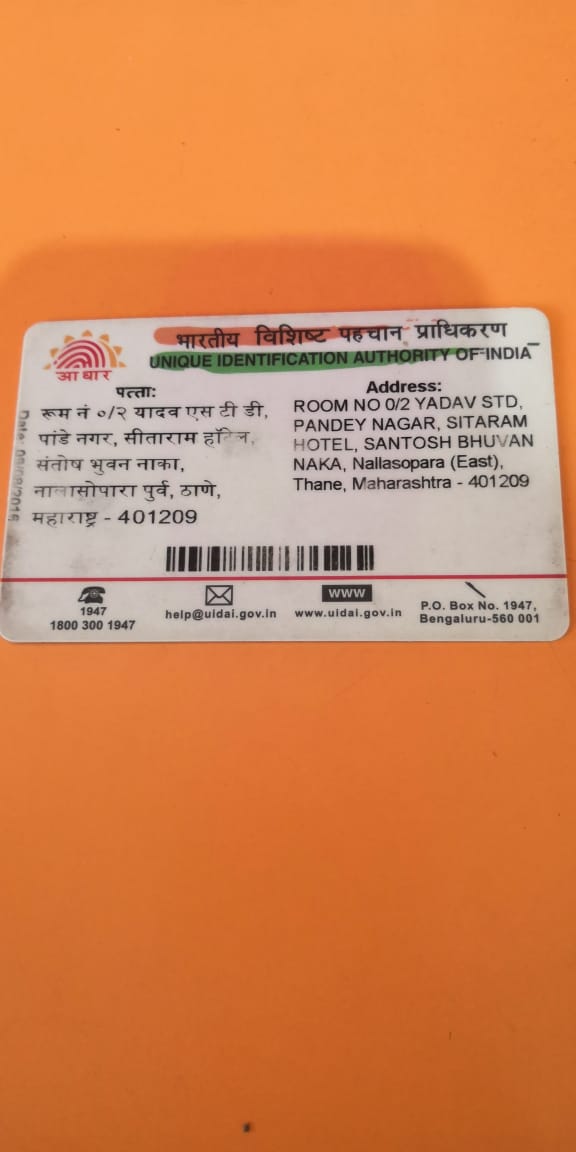 भारतीय विशिष्ट पहचान प्राधिकरण
UNIQUE IDENTIFICATION AUTHORITY OF INDIA
आधार
पत्ता:
रूम नं ०/२ यादव एस टी डी,
पांडे नगर, सीताराम हॉटेल,
संतोष भुवन नाका,
नालासोपारा पुर्व, ठाणे,
महाराष्ट्र - 401209
Address:
ROOM NO 0/2 YADAV STD,
PANDEY NAGAR, SITARAM
HOTEL, SANTOSH BHUVAN
NAKA, Nallasopara (East),
Thane, Maharashtra - 401209
Date:
1947
1800 300 1947
help@uidai.gov.in
WWW
www.uidai.gov.in
P.O. Box No. 1947,
Bengaluru-560 001